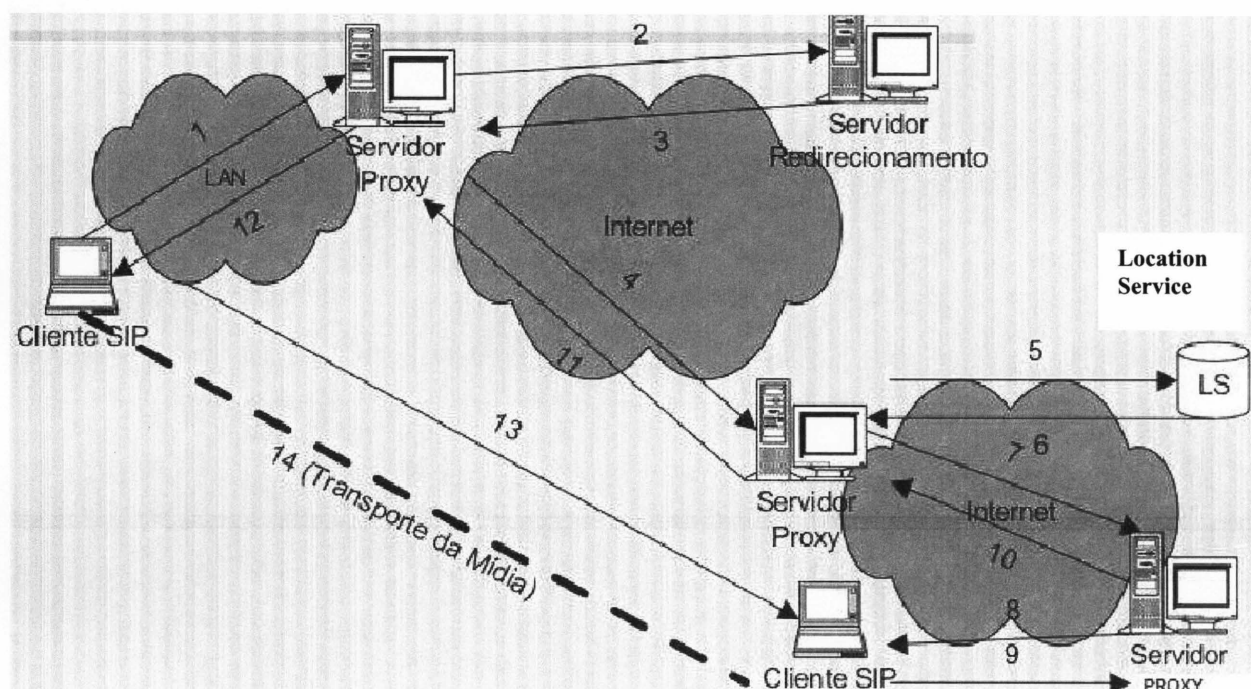 2
1
3
Servidor
Redirecionamento
Servidor
Proxy
LAN
12
Internet
Location
Service
4
Cliente SIP
11
5
LS
13
6
7
14 (Transporte da Mídia)
Servidor
Proxy
Internet
10
8
9
Cliente SIP
Servidor
PROXY